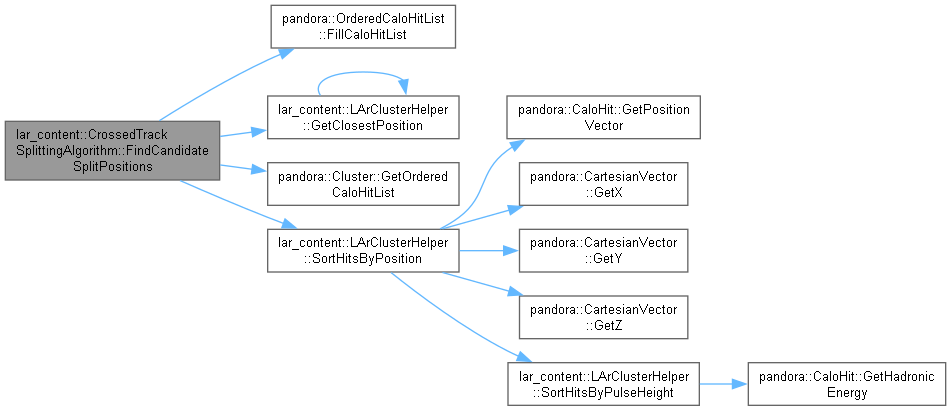 pandora::OrderedCaloHitList
::FillCaloHitList
lar_content::LArClusterHelper
::GetClosestPosition
lar_content::CrossedTrack
SplittingAlgorithm::FindCandidate
SplitPositions
pandora::Cluster::GetOrdered
CaloHitList
lar_content::LArClusterHelper
::SortHitsByPosition
pandora::CaloHit::GetPosition
Vector
pandora::CartesianVector
::GetX
pandora::CartesianVector
::GetY
pandora::CartesianVector
::GetZ
lar_content::LArClusterHelper
::SortHitsByPulseHeight
pandora::CaloHit::GetHadronic
Energy